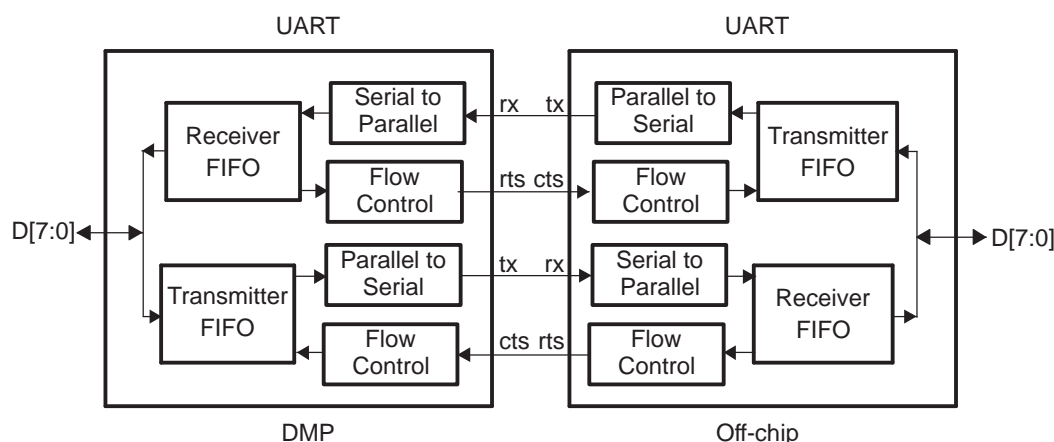 UART
UART
Serial to
Parallel
rx
tx
Parallel to
Serial
Receiver
FIFO
Transmitter
FIFO
Flow
Control
rts
cts
Flow
Control
D[7:0]
D[7:0]
Parallel to
Serial
tx
rx
Serial to
Parallel
Transmitter
FIFO
Receiver
FIFO
Flow
Control
cts
rts
Flow
Control
DMP
Off-chip